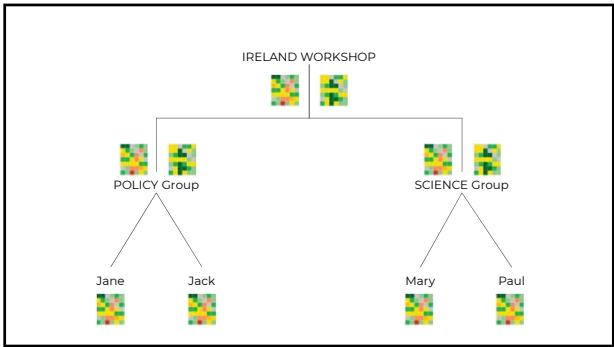 IRELAND WORKSHOP
POLICY Group
SCIENCE Group
Jane
Jack
Mary
Paul